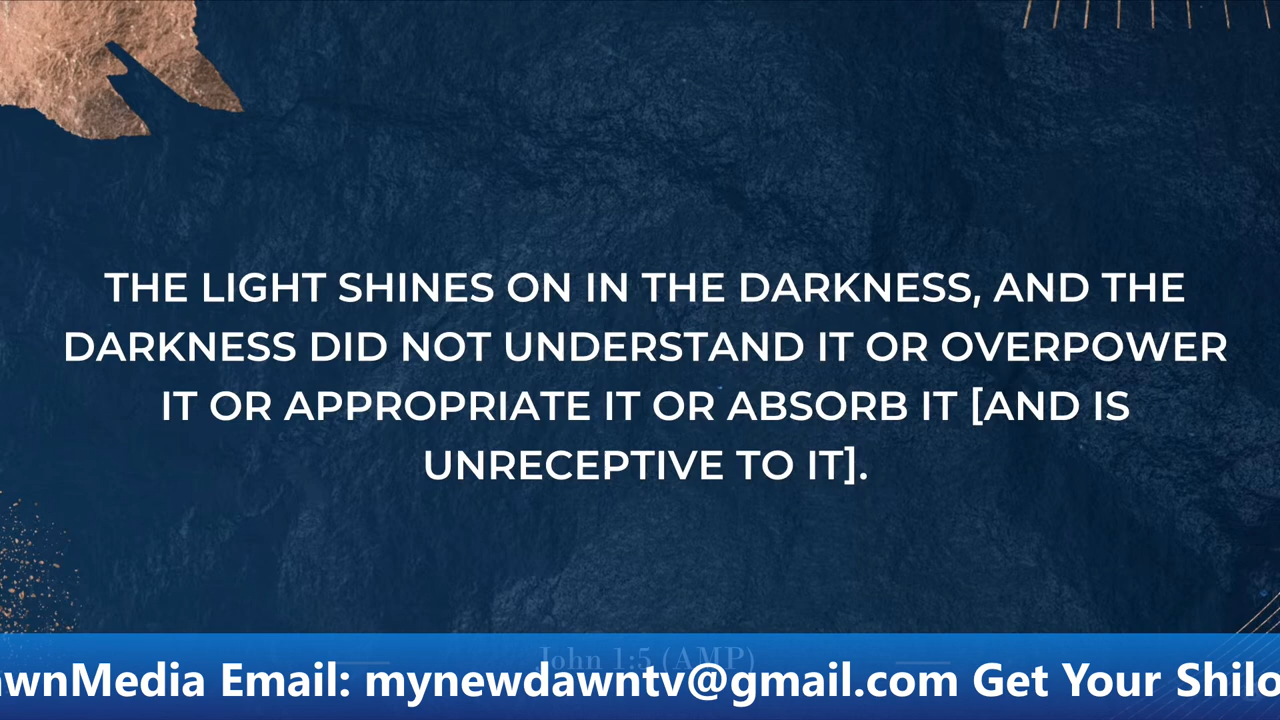 THE LIGHT SHINES ON IN THE DARKNESS, AND THE
DARKNESS DID NOT UNDERSTAND IT OR OVERPOWER
IT OR APPROPRIATE IT OR ABSORB IT [AND IS
UNRECEPTIVE TO IT].
John 1:5 (AMP)
wnMedia Email: mynewdawntv@gmail.com Get Your Shilo